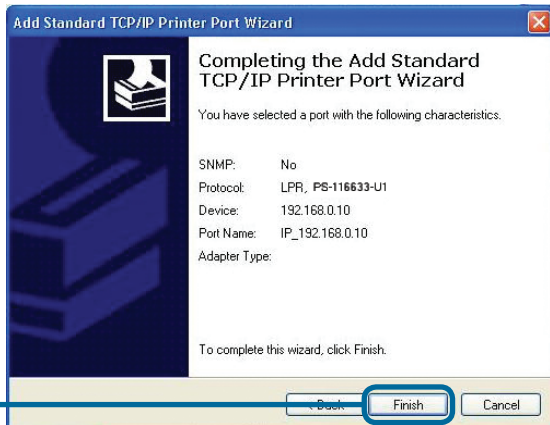 Add Standard TCP/IP Printer Port Wizard
Completing the Add Standard
TCP/IP Printer Port Wizard
You have selected a port with the following characteristics.
SNMP: No
Protocol: LPR, PS-116633-U1
Device: 192.168.0.10
Port Name: IP_192.168.0.10
Adapter Type:
To complete this wizard, click Finish.
< Back Finish Cancel